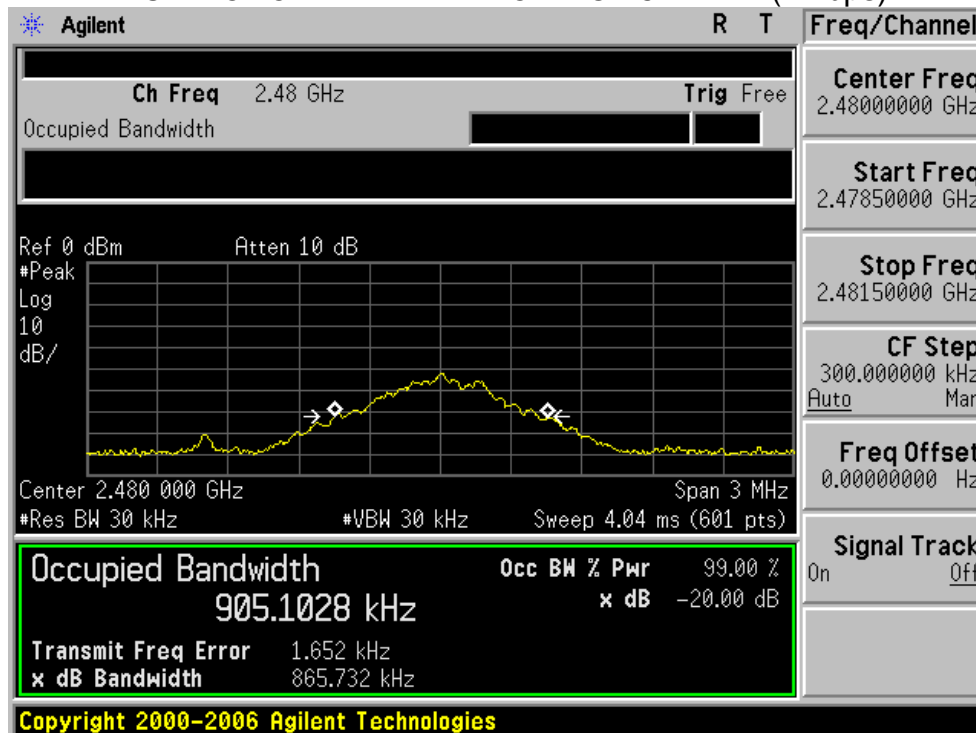 Agilent R T Freq/Channel
Ch Freq 2.48 GHz Trig Free
Occupied Bandwidth
Center Freq
2.48000000 GHz
Start Freq
2.47850000 GHz
Stop Freq
2.48150000 GHz
CF Step
300.000000 kHz
Auto Man
Freq Offset
0.00000000 Hz
Signal Track
On Off
Ref 0 dBm Atten 10 dB
#Peak
Log
10
dB/
Center 2.480 000 GHz Span 3 MHz
#Res BW 30 kHz #VBW 30 kHz Sweep 4.04 ms (601 pts)
Occupied Bandwidth Occ BW % Pwr 99.00 %
905.1028 kHz x dB -20.00 dB
Transmit Freq Error 1.652 kHz
x dB Bandwidth 865.732 kHz
Copyright 2000-2006 Agilent Technologies